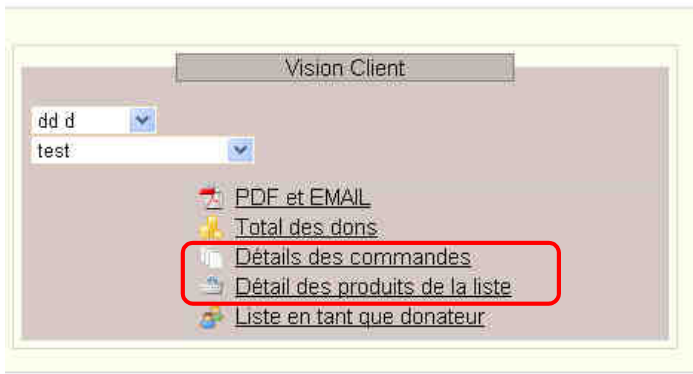 Vision Client
dd d
test
PDF et EMAIL
Total des dons
Détails des commandes
Détail des produits de la liste
Liste en tant que donateur